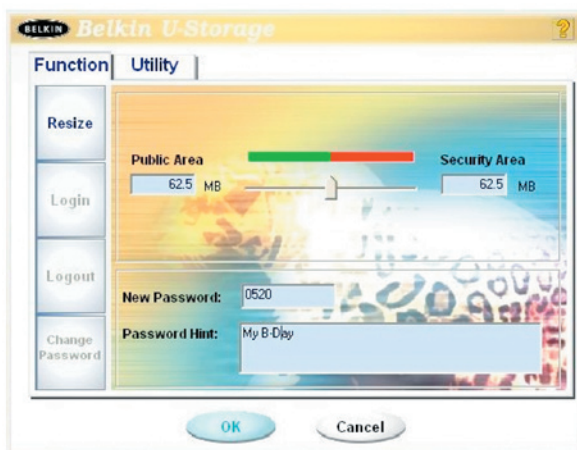 BELKIN Belkin U-Storage ?
Function Utility
Resize
Login
Logout
Change
Password
Public Area
62.5 MB
Security Area
62.5 MB
New Password: 0520
Password Hint: My B-Day
OK Cancel